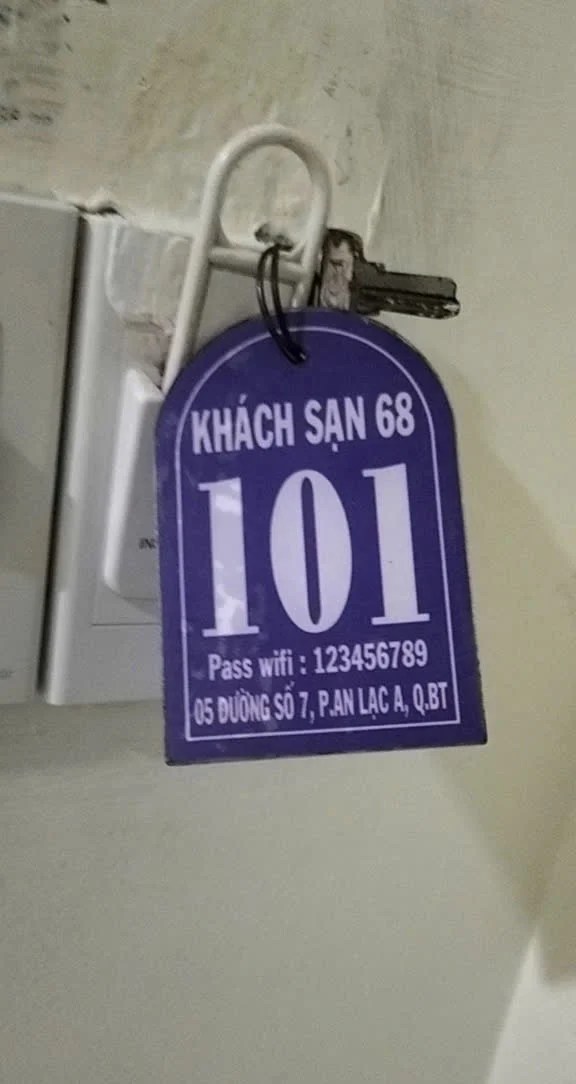 KHÁCH SẠN 68
101
Pass wifi : 123456789
05 ĐƯỜNG SỐ 7, P.AN LẠC A, Q.BT